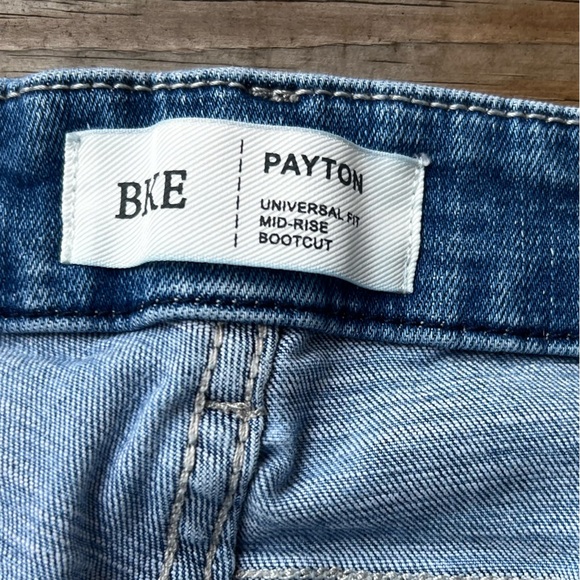 BKE
PAYTON
UNIVERSAL FIT
MID-RISE
BOOTCUT